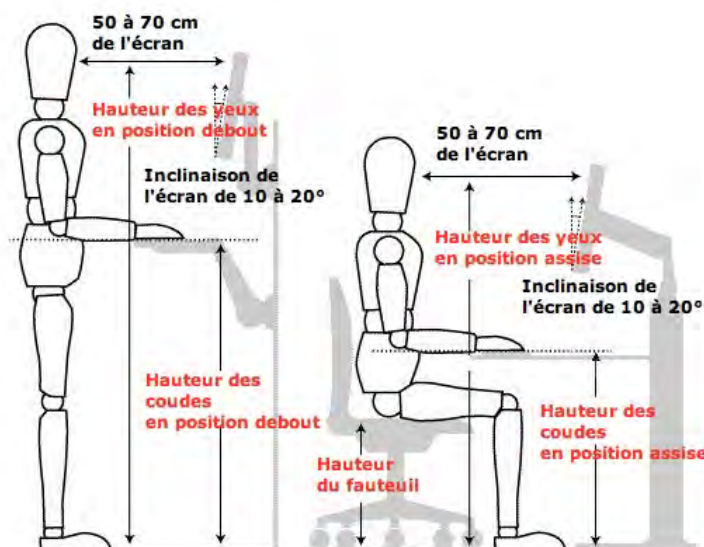 50 à 70 cm
de l'écran
Hauteur des yeux
en position debout
Inclinaison de
l'écran de 10 à 20°
Hauteur des
coudes
en position debout
50 à 70 cm
de l'écran
Hauteur des yeux
en position assise
Inclinaison de
l'écran de 10 à 20°
Hauteur des
coudes
en position assise
Hauteur
du fauteuil